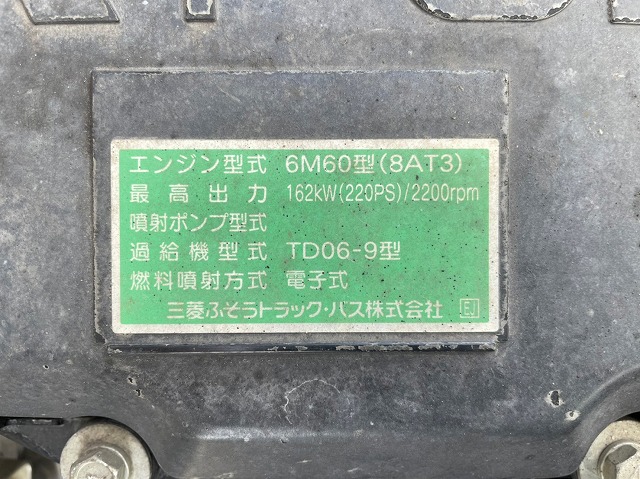 エンジン型式 6M60型(8AT3)
最高出力 162kW(220PS)/2200rpm
噴射ポンプ型式
過給機型式 TD06-9型
燃料噴射方式 電子式
三菱ふそうトラック・バス株式会社 EJ